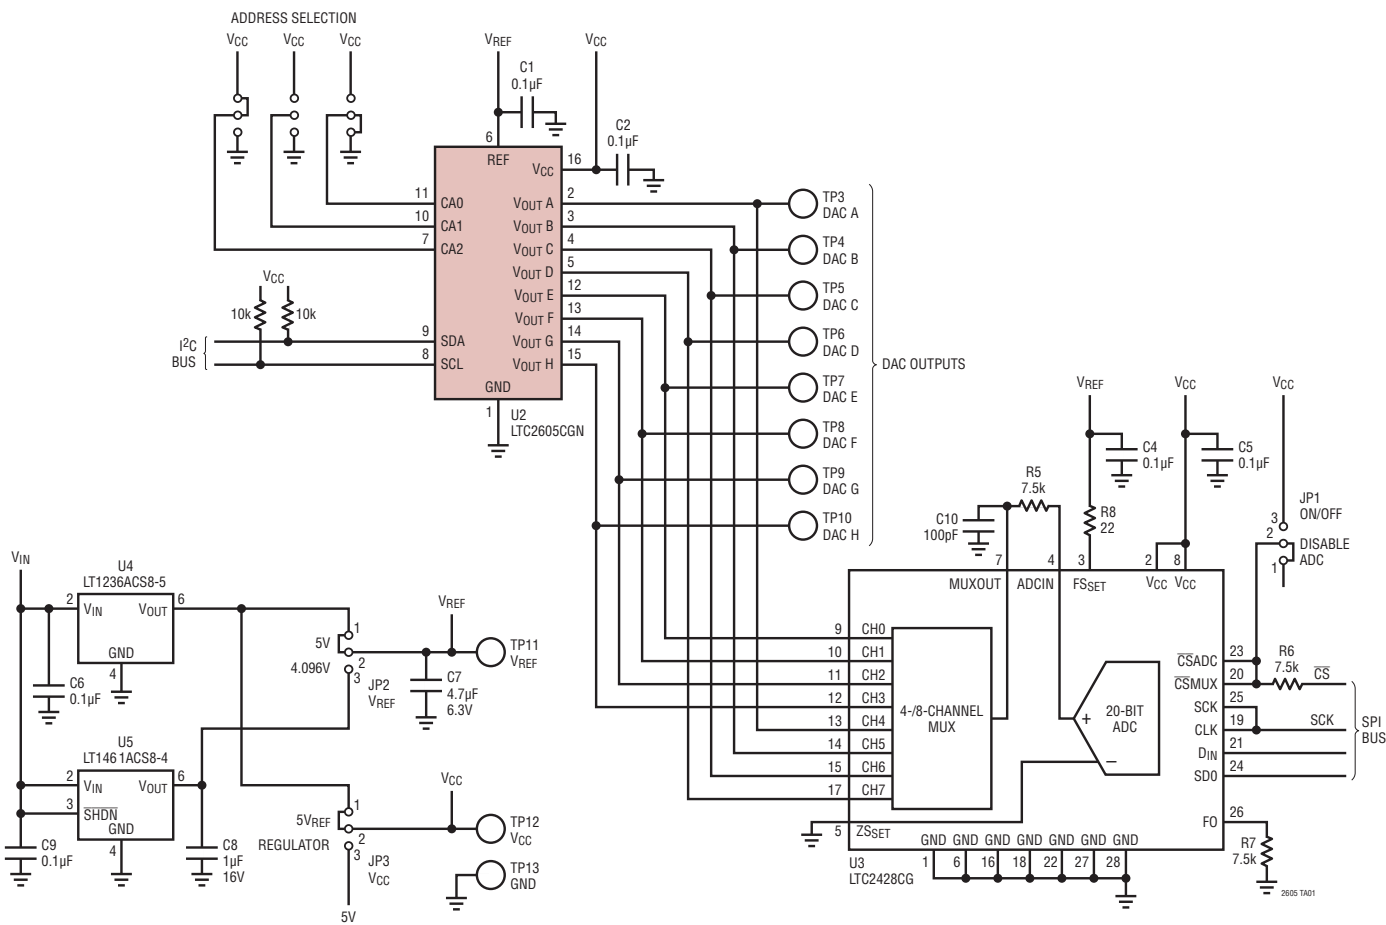 ADDRESS SELECTION
VCC VCC VCC
VREF
VCC
C1
0.1µF
C2
0.1µF
6
REF
VCC 16
11 CA0
10 CA1
7 CA2
VOUT A 2
VOUT B 3
VOUT C 4
VOUT D 5
VOUT E 12
VOUT F 13
VOUT G 14
VOUT H 15
VCC
10k 10k
I2C
BUS
9 SDA
8 SCL
GND
1
U2
LTC2605CGN
TP3
DAC A
TP4
DAC B
TP5
DAC C
TP6
DAC D
TP7
DAC E
TP8
DAC F
TP9
DAC G
TP10
DAC H
DAC OUTPUTS
VREF
VCC
VCC
C4
0.1µF
C5
0.1µF
R5
7.5k
C10
100pF
R8
22
JP1
ON/OFF
3
2
1
DISABLE
ADC
7 4 3 2 8
MUXOUT ADCIN FSSET VCC VCC
9 CH0
10 CH1
11 CH2
12 CH3
13 CH4
14 CH5
15 CH6
17 CH7
4-/8-CHANNEL
MUX
+
–
20-BIT
ADC
CSADC 23
CSMUX 20
SCK 25
CLK 19
DIN 21
SD0 24
FO 26
R6
7.5k
CS
SCK
SPI
BUS
R7
7.5k
5 ZSSET
GND GND GND GND GND GND GND
1 6 16 18 22 27 28
U3
LTC2428CG
2605 TA01
VIN
U4
LT1236ACS8-5
2 VIN
VOUT 6
GND
4
C6
0.1µF
U5
LT1461ACS8-4
2 VIN
3 SHDN
VOUT 6
GND
4
C9
0.1µF
C8
1µF
16V
5V
4.096V
1
2
3
JP2
VREF
VREF
C7
4.7µF
6.3V
TP11
VREF
5VREF
REGULATOR
1
2
3
JP3
VCC
5V
VCC
TP12
VCC
TP13
GND